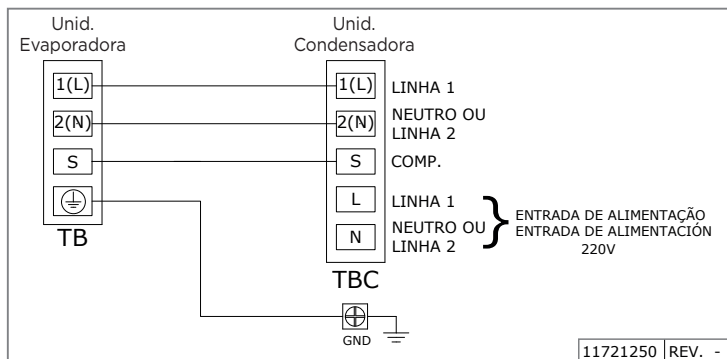 Unid.
Evaporadora
1(L)
2(N)
S
TB
Unid.
Condensadora
1(L)
LINHA 1
2(N)
NEUTRO OU
LINHA 2
S
COMP.
L
LINHA 1
N
NEUTRO OU
LINHA 2
TBC
ENTRADA DE ALIMENTAÇÃO
ENTRADA DE ALIMENTACIÓN
220V
GND
11721250 REV. -